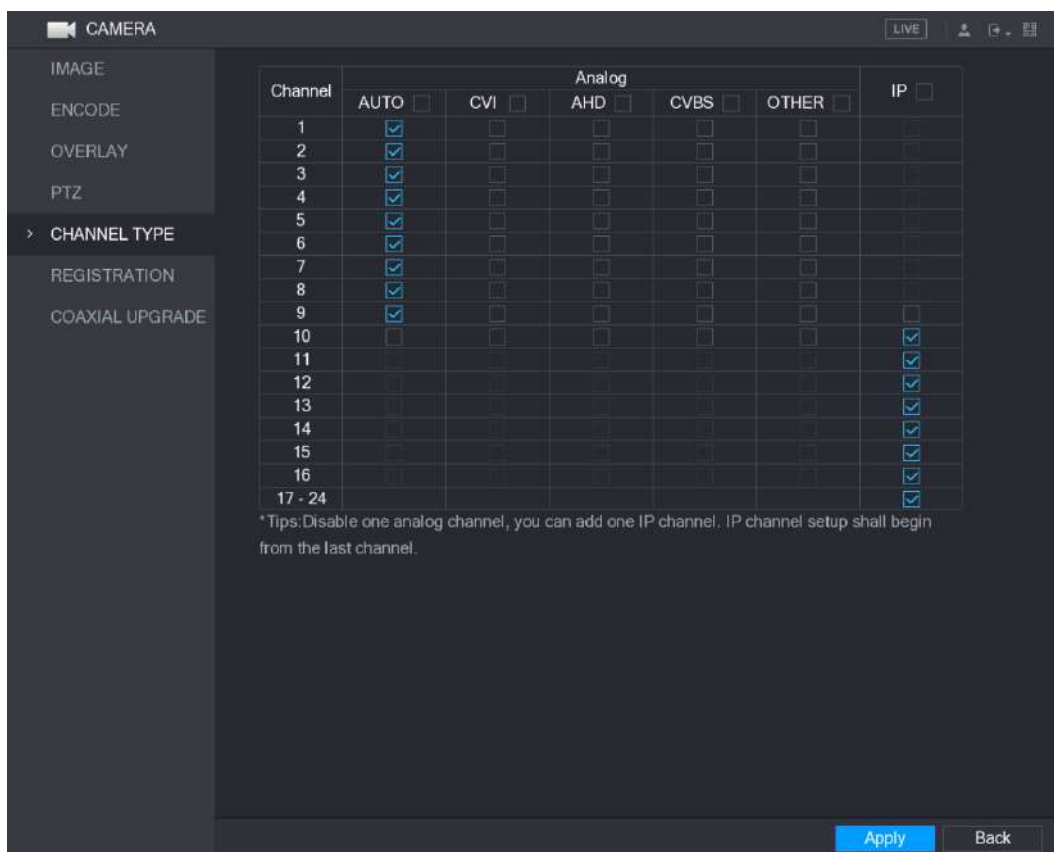 CAMERA
LIVE
IMAGE
ENCODE
OVERLAY
PTZ
CHANNEL TYPE
REGISTRATION
COAXIAL UPGRADE
Channel
Analog
IP
AUTO CVI AHD CVBS OTHER
1
2
3
4
5
6
7
8
9
10
11
12
13
14
15
16
17 - 24
*Tips:Disable one analog channel, you can add one IP channel. IP channel setup shall begin
from the last channel.
Apply Back